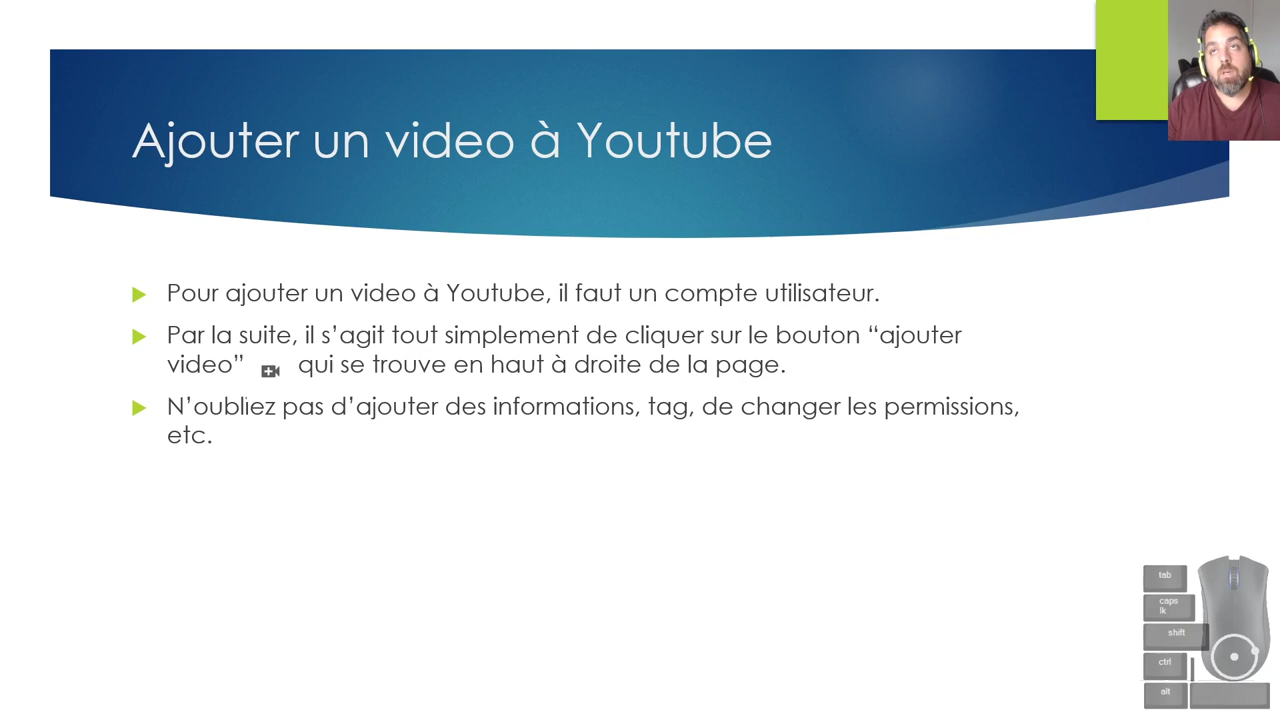 Ajouter un video à Youtube
Pour ajouter un video à Youtube, il faut un compte utilisateur.
Par la suite, il s’agit tout simplement de cliquer sur le bouton “ajouter
video” qui se trouve en haut à droite de la page.
N’oubliez pas d’ajouter des informations, tag, de changer les permissions,
etc.
tab
caps
lk
shift
ctrl
alt